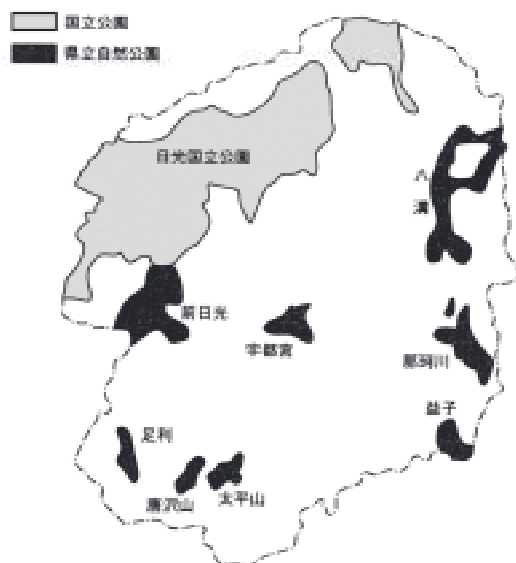 国立公園
県立自然公園
日光国立公園
八溝
前日光
宇都宮
那珂川
益子
足利
唐沢山
太平山